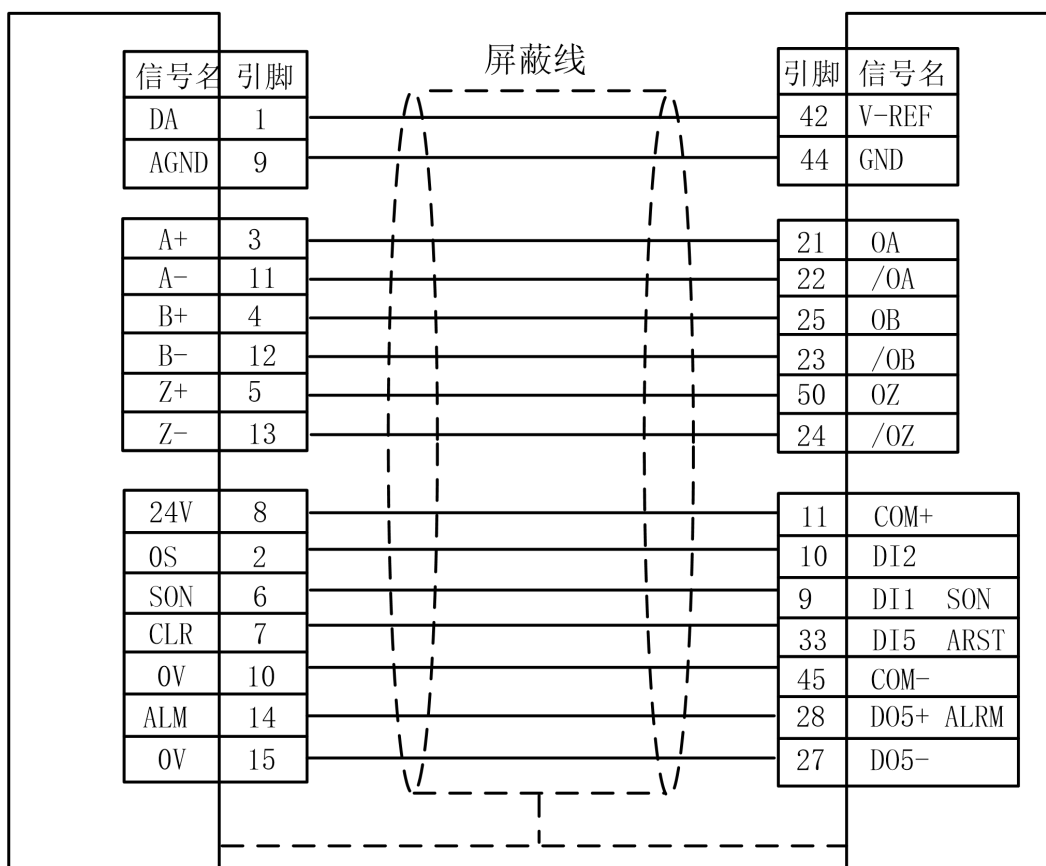 屏蔽线
信号名 引脚 引脚 信号名
DA 1 42 V-REF
AGND 9 44 GND
A+ 3 21 OA
A- 11 22 /OA
B+ 4 25 OB
B- 12 23 /OB
Z+ 5 50 OZ
Z- 13 24 /OZ
24V 8 11 COM+
OS 2 10 DI2
SON 6 9 DI1 SON
CLR 7 33 DI5 ARST
0V 10 45 COM-
ALM 14 28 DO5+ ALRM
0V 15 27 DO5-